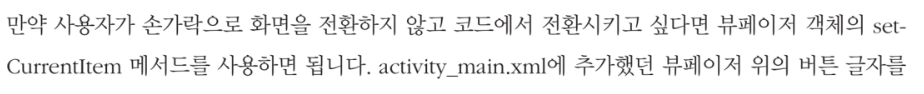 만약 사용자가 손가락으로 화면을 전환하지 않고 코드에서 전환시키고 싶다면 뷰페이저 객체의 set-
CurrentItem 메서드를 사용하면 됩니다. activity_main.xml에 추가했던 뷰페이저 위의 버튼 글자를